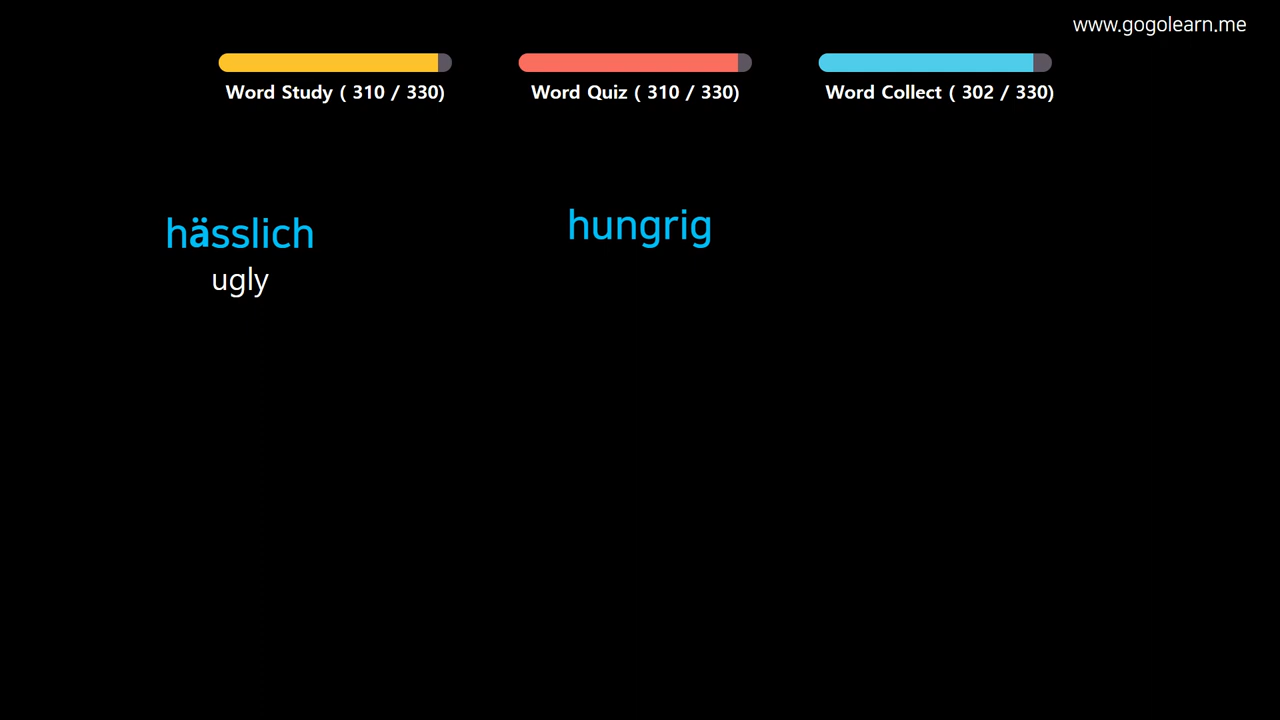 www.gogolearn.me
Word Study ( 310 / 330)
Word Quiz ( 310 / 330)
Word Collect ( 302 / 330)
hässlich
ugly
hungrig